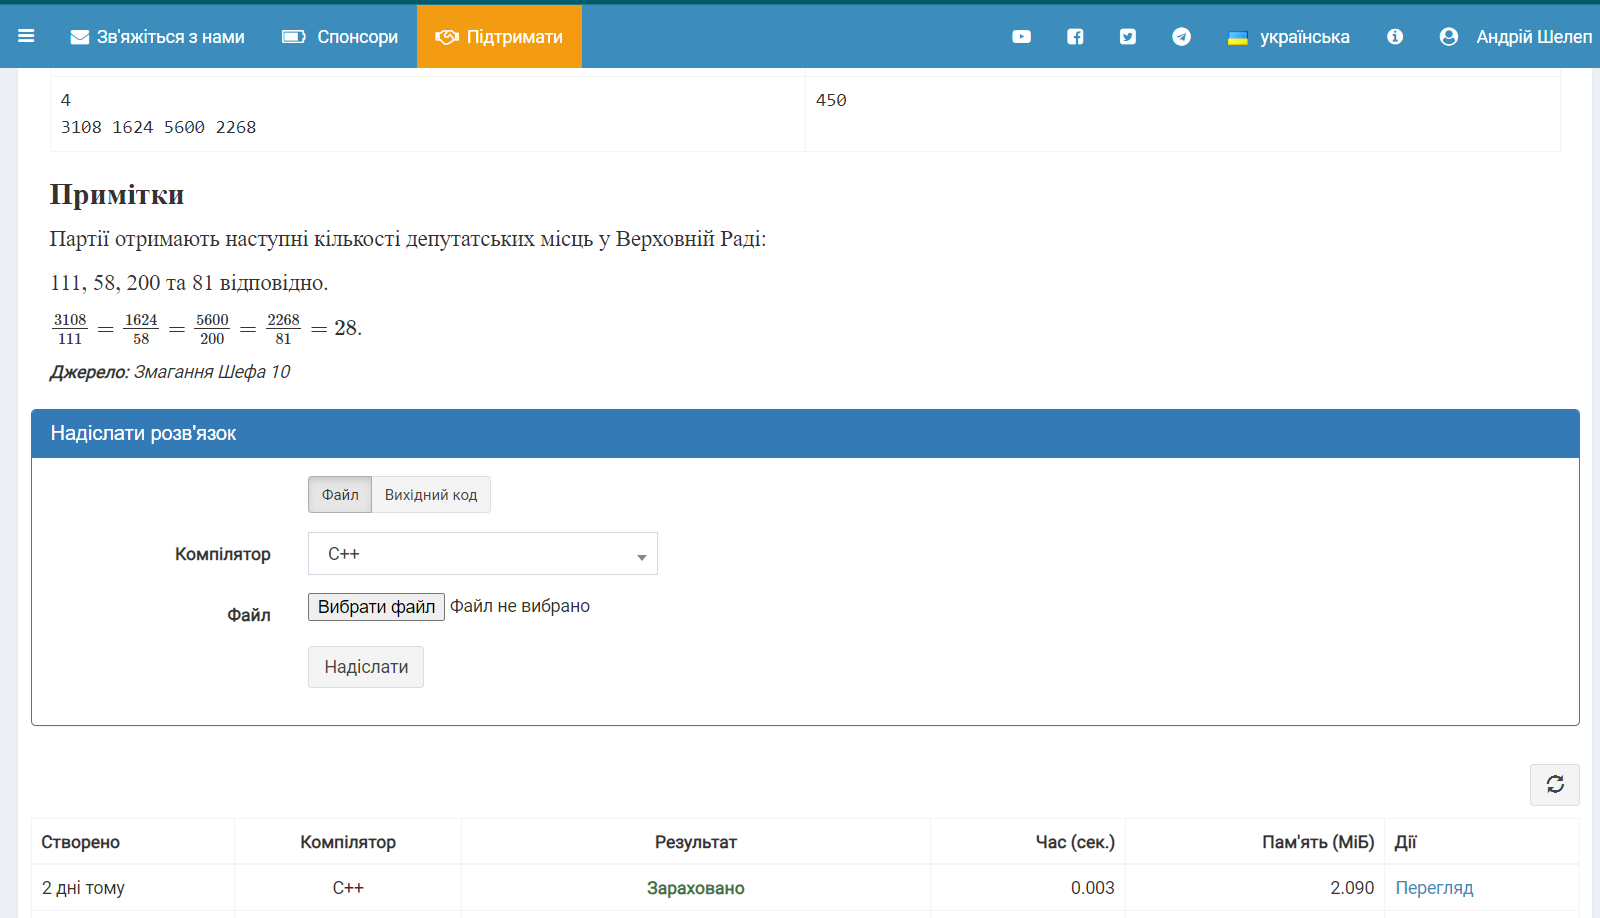 Зв'яжіться з нами Спонсори Підтримати українська Андрій Шелеп
4 450
3108 1624 5600 2268
Примітки
Партії отримають наступні кількості депутатських місць у Верховній Раді:
111, 58, 200 та 81 відповідно.
3108/111 = 1624/58 = 5600/200 = 2268/81 = 28.
Джерело: Змагання Шефа 10
Надіслати розв'язок
Файл Вихідний код
Компілятор C++
Файл Вибрати файл Файл не вибрано
Надіслати
Створено Компілятор Результат Час (сек.) Пам'ять (МіБ) Дії
2 дні тому C++ Зараховано 0.003 2.090 Перегляд